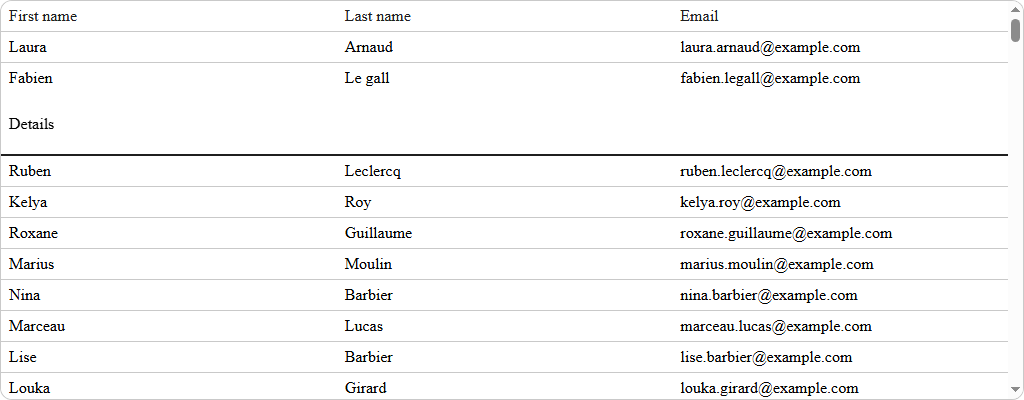 First name Last name Email
Laura Arnaud laura.arnaud@example.com
Fabien Le gall fabien.legall@example.com
Details
Ruben Leclercq ruben.leclercq@example.com
Kelya Roy kelya.roy@example.com
Roxane Guillaume roxane.guillaume@example.com
Marius Moulin marius.moulin@example.com
Nina Barbier nina.barbier@example.com
Marceau Lucas marceau.lucas@example.com
Lise Barbier lise.barbier@example.com
Louka Girard louka.girard@example.com